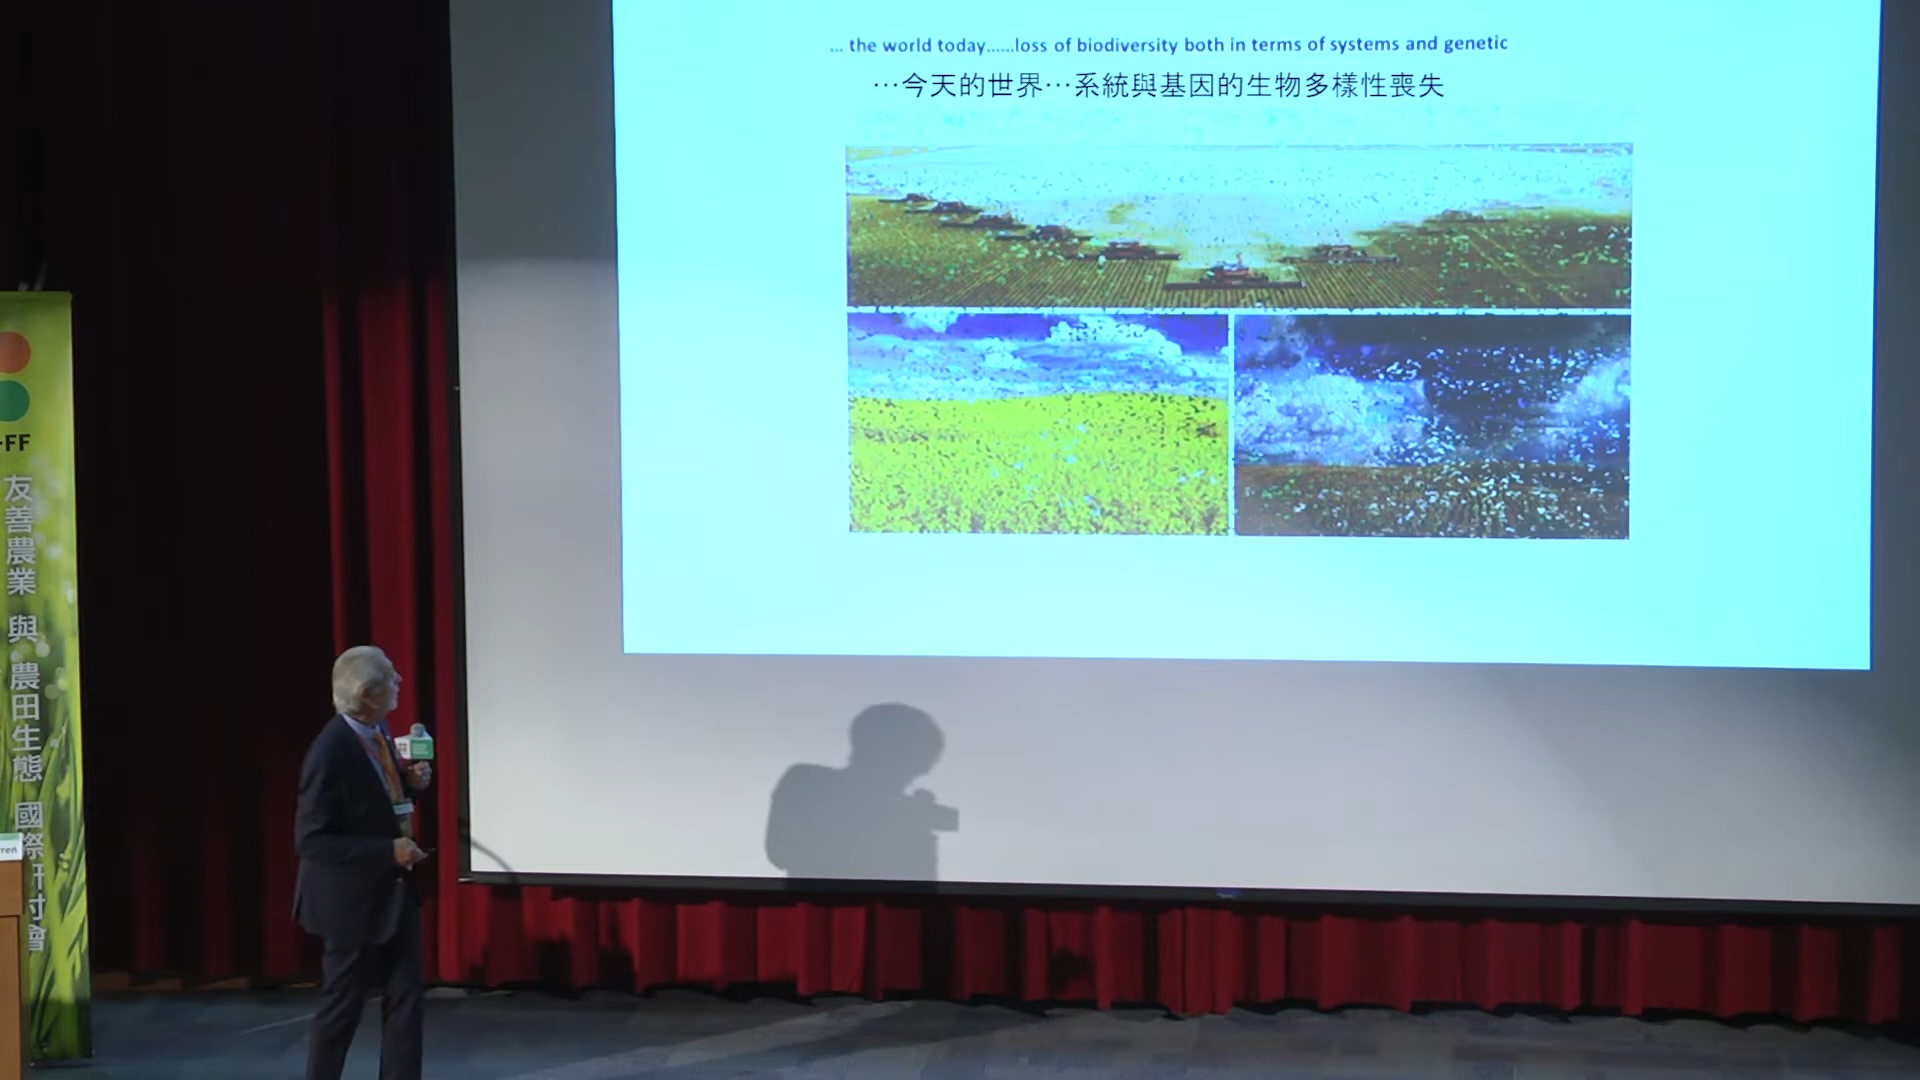 ... the world today......loss of biodiversity both in terms of systems and genetic
…今天的世界…系統與基因的生物多樣性喪失
-FF
友善農業 與 農田生態 國際研討會
ren